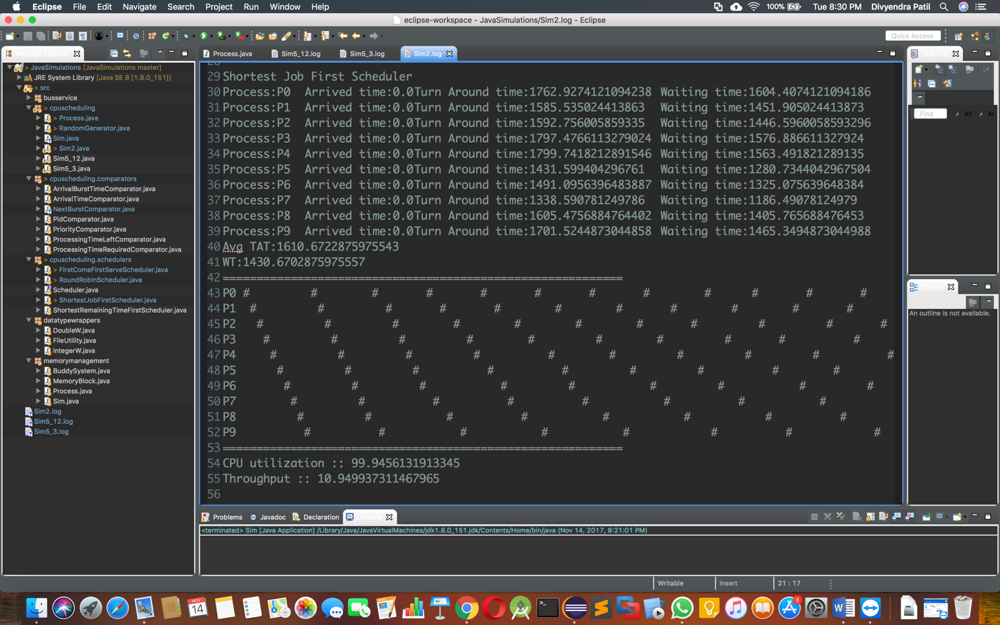 Eclipse File Edit Navigate Search Project Run Window Help 100% Tue 8:30 PM Divyendra Patil
eclipse-workspace - JavaSimulations/Sim2.log - Eclipse
Quick Access
Package Explorer
Process.java Sim5_12.log Sim5_3.log Sim2.log
> JavaSimulations [JavaSimulations master]
JRE System Library [Java SE 8 [1.8.0_151]]
> src
busservice
> cpuscheduling
> Process.java
> RandomGenerator.java
Sim.java
> Sim2.java
Sim5_12.java
Sim5_3.java
> cpuscheduling.comparators
ArrivalBurstTimeComparator.java
ArrivalTimeComparator.java
NextBurstComparator.java
PidComparator.java
PriorityComparator.java
ProcessingTimeLeftComparator.java
ProcessingTimeRequiredComparator.java
> cpuscheduling.schedulers
> FirstComeFirstServeScheduler.java
> RoundRobinScheduler.java
Scheduler.java
> ShortestJobFirstScheduler.java
ShortestRemainingTimeFirstScheduler.java
datatypewrappers
DoubleW.java
FileUtility.java
IntegerW.java
memorymanagement
BuddySystem.java
MemoryBlock.java
Process.java
Sim.java
Sim2.log
Sim5_12.log
Sim5_3.log
28
29 Shortest Job First Scheduler
30 Process:P0 Arrived time:0.0Turn Around time:1762.9274121094238 Waiting time:1604.4074121094186
31 Process:P1 Arrived time:0.0Turn Around time:1585.535024413863 Waiting time:1451.905024413873
32 Process:P2 Arrived time:0.0Turn Around time:1592.756005859335 Waiting time:1446.5960058593296
33 Process:P3 Arrived time:0.0Turn Around time:1797.4766113279024 Waiting time:1576.886611327924
34 Process:P4 Arrived time:0.0Turn Around time:1799.7418212891546 Waiting time:1563.491821289135
35 Process:P5 Arrived time:0.0Turn Around time:1431.599404296761 Waiting time:1280.7344042967504
36 Process:P6 Arrived time:0.0Turn Around time:1491.0956396483887 Waiting time:1325.075639648384
37 Process:P7 Arrived time:0.0Turn Around time:1338.590781249786 Waiting time:1186.49078124979
38 Process:P8 Arrived time:0.0Turn Around time:1605.4756884764402 Waiting time:1405.765688476453
39 Process:P9 Arrived time:0.0Turn Around time:1701.5244873044858 Waiting time:1465.3494873044988
40 Avg TAT:1610.6722875975543
41 WT:1430.6702875975557
42 ===========================================================
43 P0 # # # # # # # # # # # #
44 P1 # # # # # # # # # # #
45 P2 # # # # # # # # # # #
46 P3 # # # # # # # # # #
47 P4 # # # # # # # # # #
48 P5 # # # # # # # # #
49 P6 # # # # # # # # #
50 P7 # # # # # # # #
51 P8 # # # # # # # #
52 P9 # # # # # # # #
53 ===========================================================
54 CPU utilization :: 99.9456131913345
55 Throughput :: 10.949937311467965
56
Find All
Outline
An outline is not available.
Problems Javadoc Declaration Console
<terminated> Sim [Java Application] /Library/Java/JavaVirtualMachines/jdk1.8.0_151.jdk/Contents/Home/bin/java (Nov 14, 2017, 8:21:01 PM)
Writable Insert 21 : 17
NOV
14
3